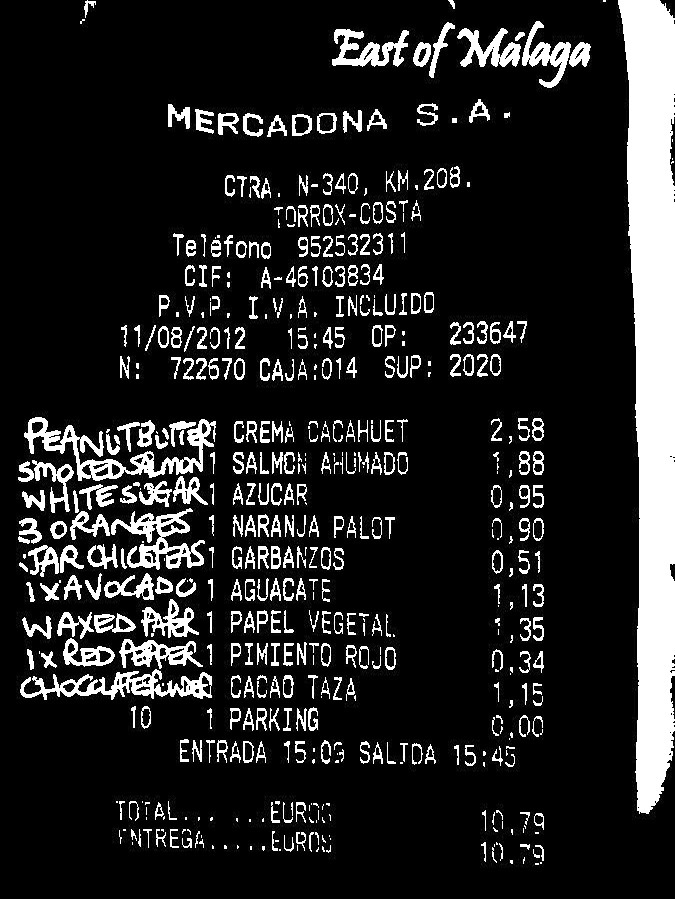 East of Málaga
MERCADONA S.A.
CTRA. N-340, KM.208.
TORROX-COSTA
Teléfono 952532311
CIF: A-46103834
P.V.P. I.V.A. INCLUIDO
11/08/2012 15:45 OP: 233647
N: 722670 CAJA:014 SUP: 2020
PEANUT BUTTER 1 CREMA CACAHUET 2,58
SMOKED SALMON 1 SALMON AHUMADO 1,88
WHITE SUGAR 1 AZUCAR 0,95
3 ORANGES 1 NARANJA PALOT 0,90
JAR CHICKPEAS 1 GARBANZOS 0,51
1X AVOCADO 1 AGUACATE 1,13
WAXED PAPER 1 PAPEL VEGETAL 1,35
1X RED PEPPER 1 PIMIENTO ROJO 0,34
CHOCOLATE POWDER 1 CACAO TAZA 1,15
10 1 PARKING 0,00
ENTRADA 15:09 SALIDA 15:45
TOTAL... ...EUROS 10,79
ENTREGA.....EUROS 10.79